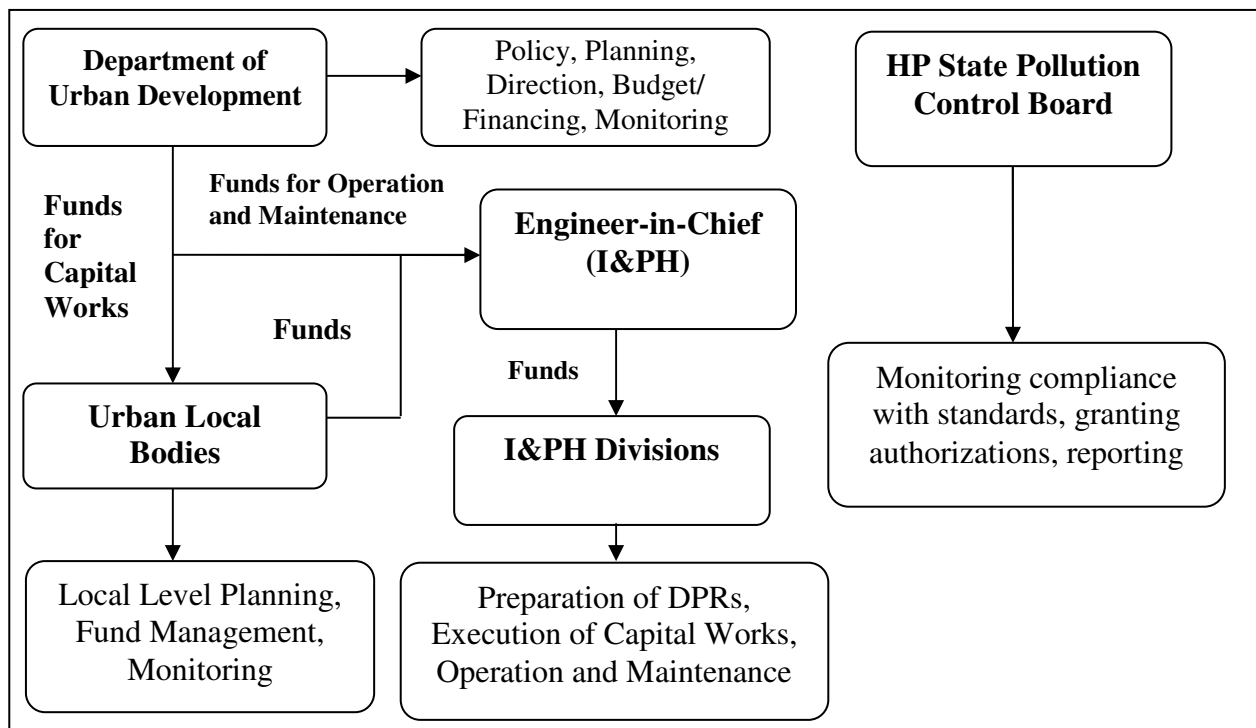 Department of
Urban Development
Policy, Planning,
Direction, Budget/
Financing, Monitoring
HP State Pollution
Control Board
Funds
for
Capital
Works
Funds for Operation
and Maintenance
Engineer-in-Chief
(I&PH)
Funds
Funds
Urban Local
Bodies
I&PH Divisions
Monitoring compliance
with standards, granting
authorizations, reporting
Local Level Planning,
Fund Management,
Monitoring
Preparation of DPRs,
Execution of Capital Works,
Operation and Maintenance